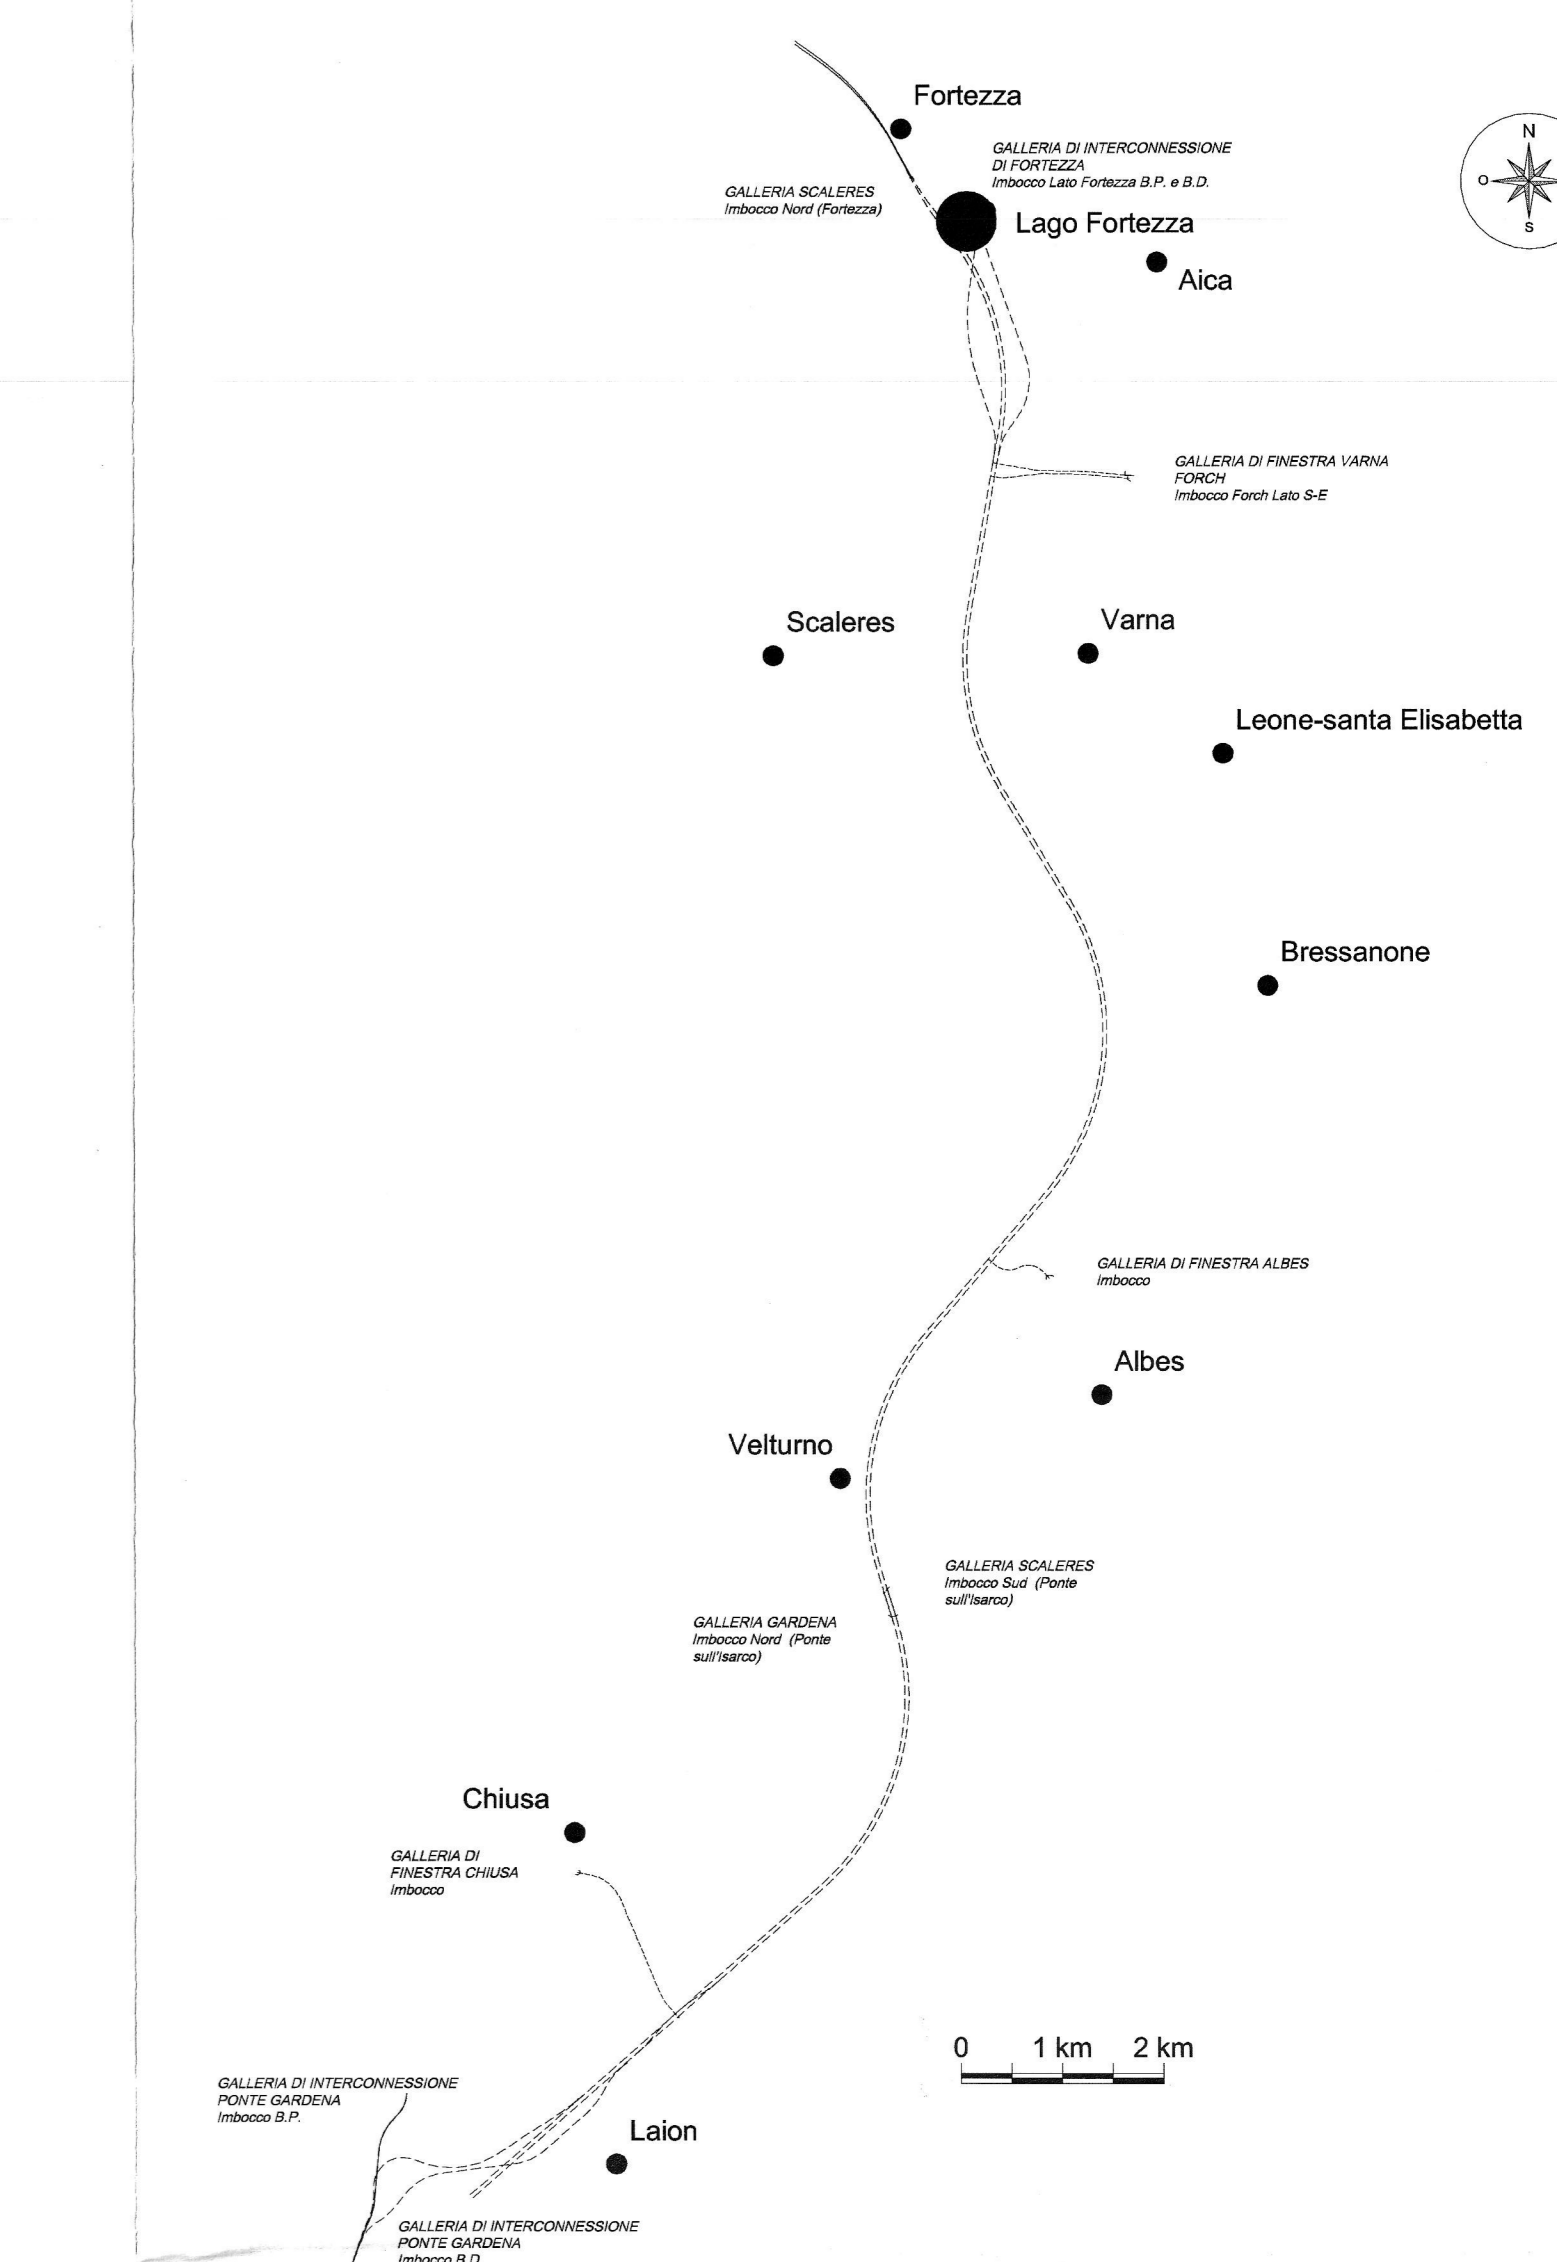 Fortezza
N
GALLERIA DI INTERCONNESSIONE
DI FORTEZZA
Imbocco Lato Fortezza B.P. e B.D.
O
S
GALLERIA SCALERES
Imbocco Nord (Fortezza)
Lago Fortezza
Aica
GALLERIA DI FINESTRA VARNA
FORCH
Imbocco Forch Lato S-E
Scaleres
Varna
Leone-santa Elisabetta
Bressanone
GALLERIA DI FINESTRA ALBES
Imbocco
Albes
Velturno
GALLERIA SCALERES
Imbocco Sud (Ponte
sull'Isarco)
GALLERIA GARDENA
Imbocco Nord (Ponte
sull'Isarco)
Chiusa
GALLERIA DI
FINESTRA CHIUSA
Imbocco
0 1 km 2 km
GALLERIA DI INTERCONNESSIONE
PONTE GARDENA
Imbocco B.P.
Laion
GALLERIA DI INTERCONNESSIONE
PONTE GARDENA
Imbocco B.D.